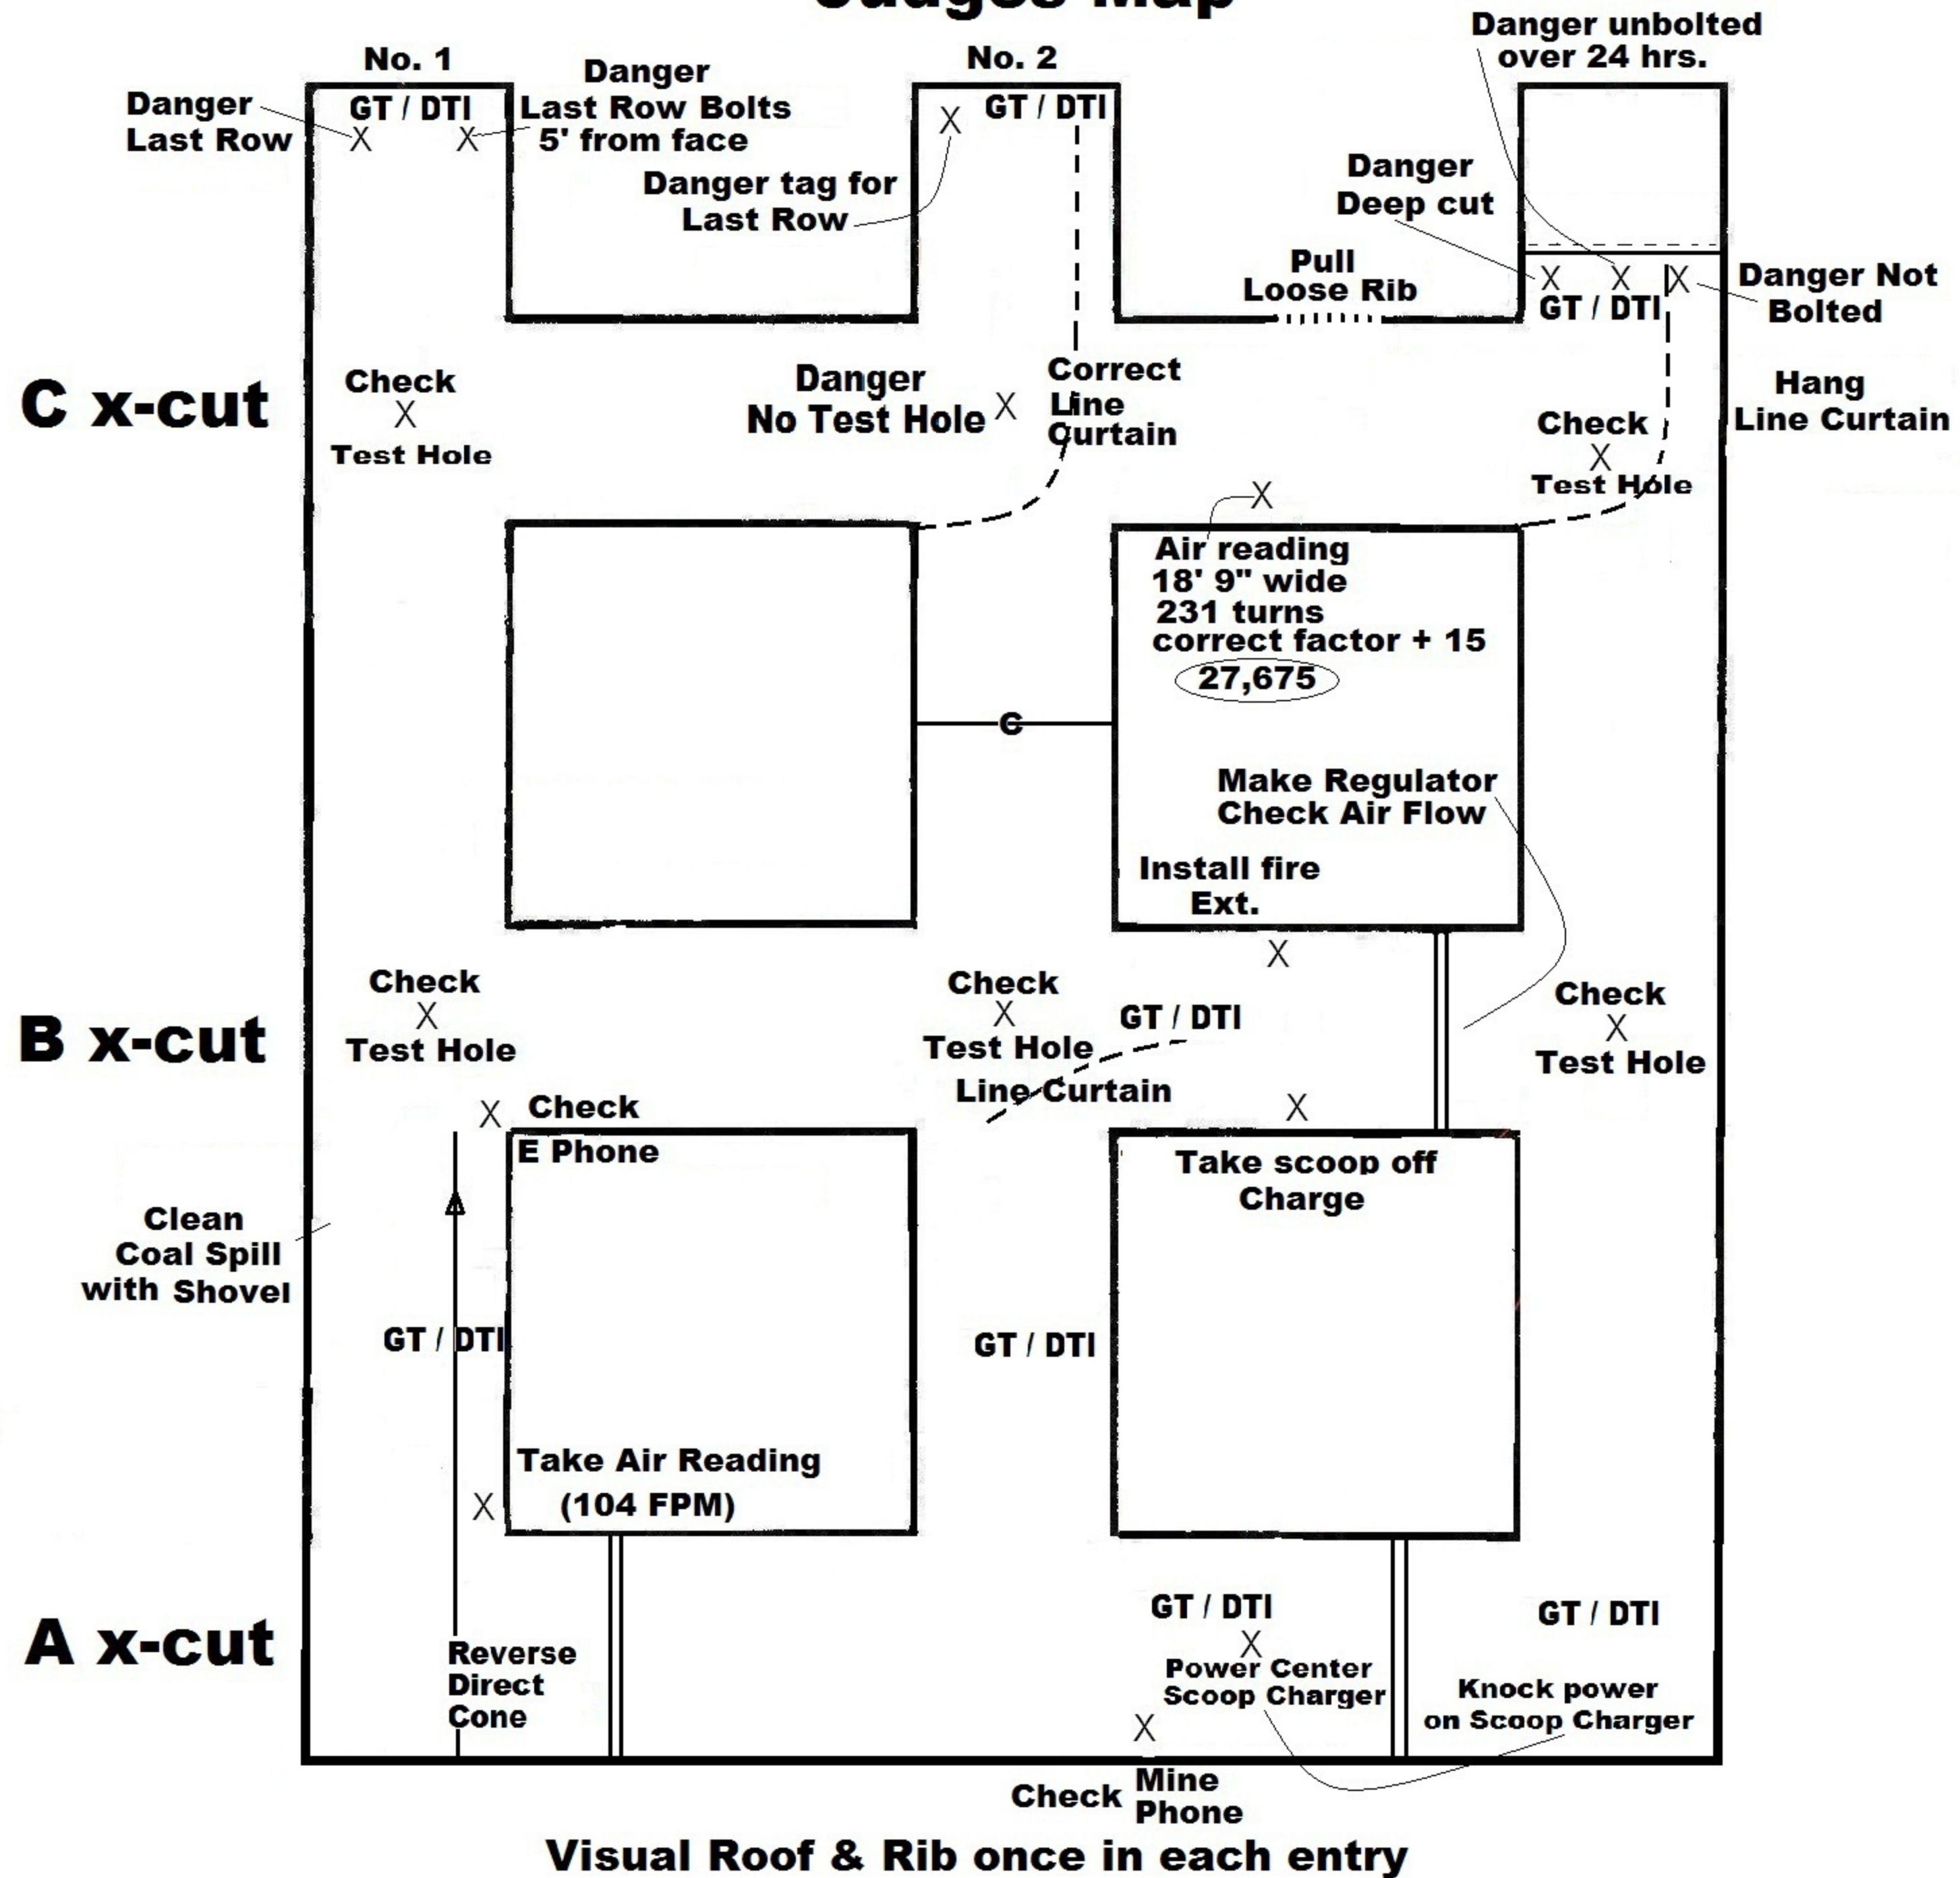 Judges Map
Danger unbolted
over 24 hrs.
No. 1
No. 2
Danger
Last Row
GT / DTI
X
X
Danger
Last Row Bolts
5' from face
X
GT / DTI
Danger tag for
Last Row
Danger
Deep cut
Pull
Loose Rib
X
X
X
GT / DTI
Danger Not
Bolted
C x-cut
Check
X
Test Hole
Danger
No Test Hole
X
Correct
Line
Curtain
Hang
Line Curtain
Check
X
Test Hole
X
Air reading
18' 9" wide
231 turns
correct factor + 15
27,675
C
Make Regulator
Check Air Flow
Install fire
Ext.
X
B x-cut
Check
X
Test Hole
Check
X
Test Hole
GT / DTI
Line Curtain
Check
X
Test Hole
X
Check
E Phone
X
Take scoop off
Charge
Clean
Coal Spill
with Shovel
GT / DTI
GT / DTI
Take Air Reading
(104 FPM)
X
A x-cut
Reverse
Direct
Cone
GT / DTI
X
Power Center
Scoop Charger
GT / DTI
Knock power
on Scoop Charger
X
Check
Mine
Phone
Visual Roof & Rib once in each entry